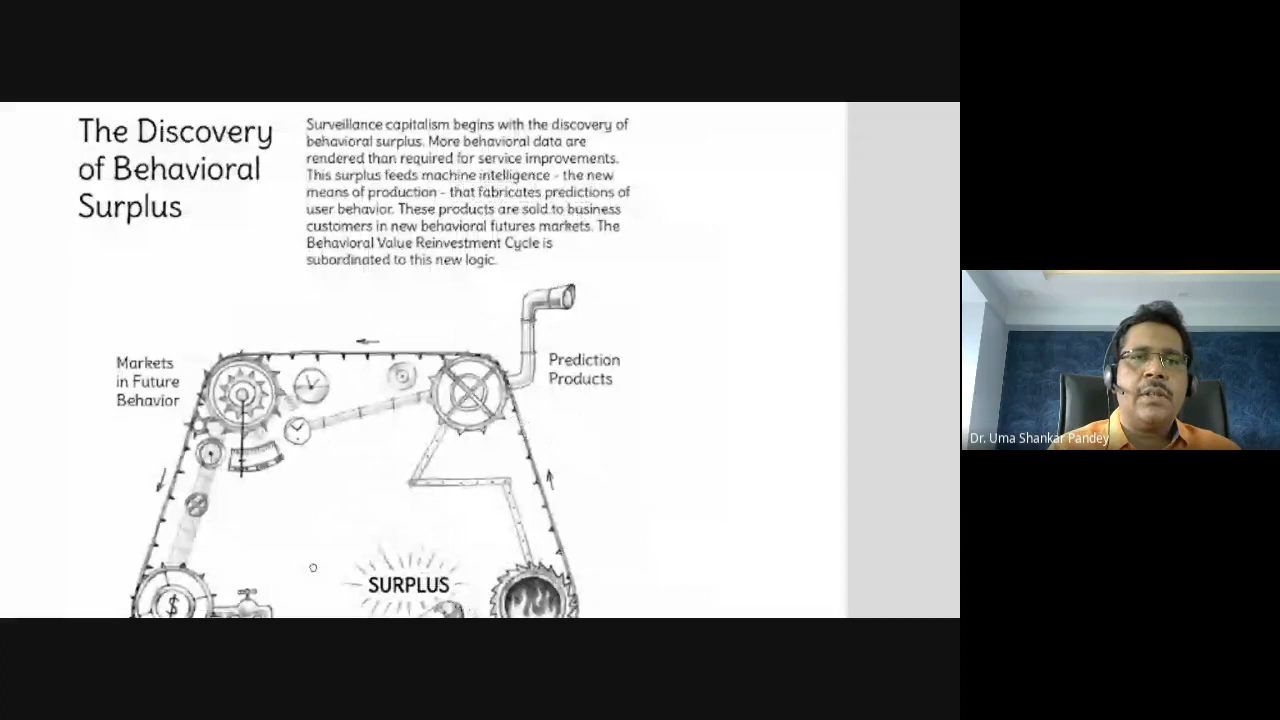 The Discovery
of Behavioral
Surplus
Surveillance capitalism begins with the discovery of
behavioral surplus. More behavioral data are
rendered than required for service improvements.
This surplus feeds machine intelligence - the new
means of production - that fabricates predictions of
user behavior. These products are sold to business
customers in new behavioral futures markets. The
Behavioral Value Reinvestment Cycle is
subordinated to this new logic.
Markets
in Future
Behavior
Prediction
Products
SURPLUS
$
Dr. Uma Shankar Pandey